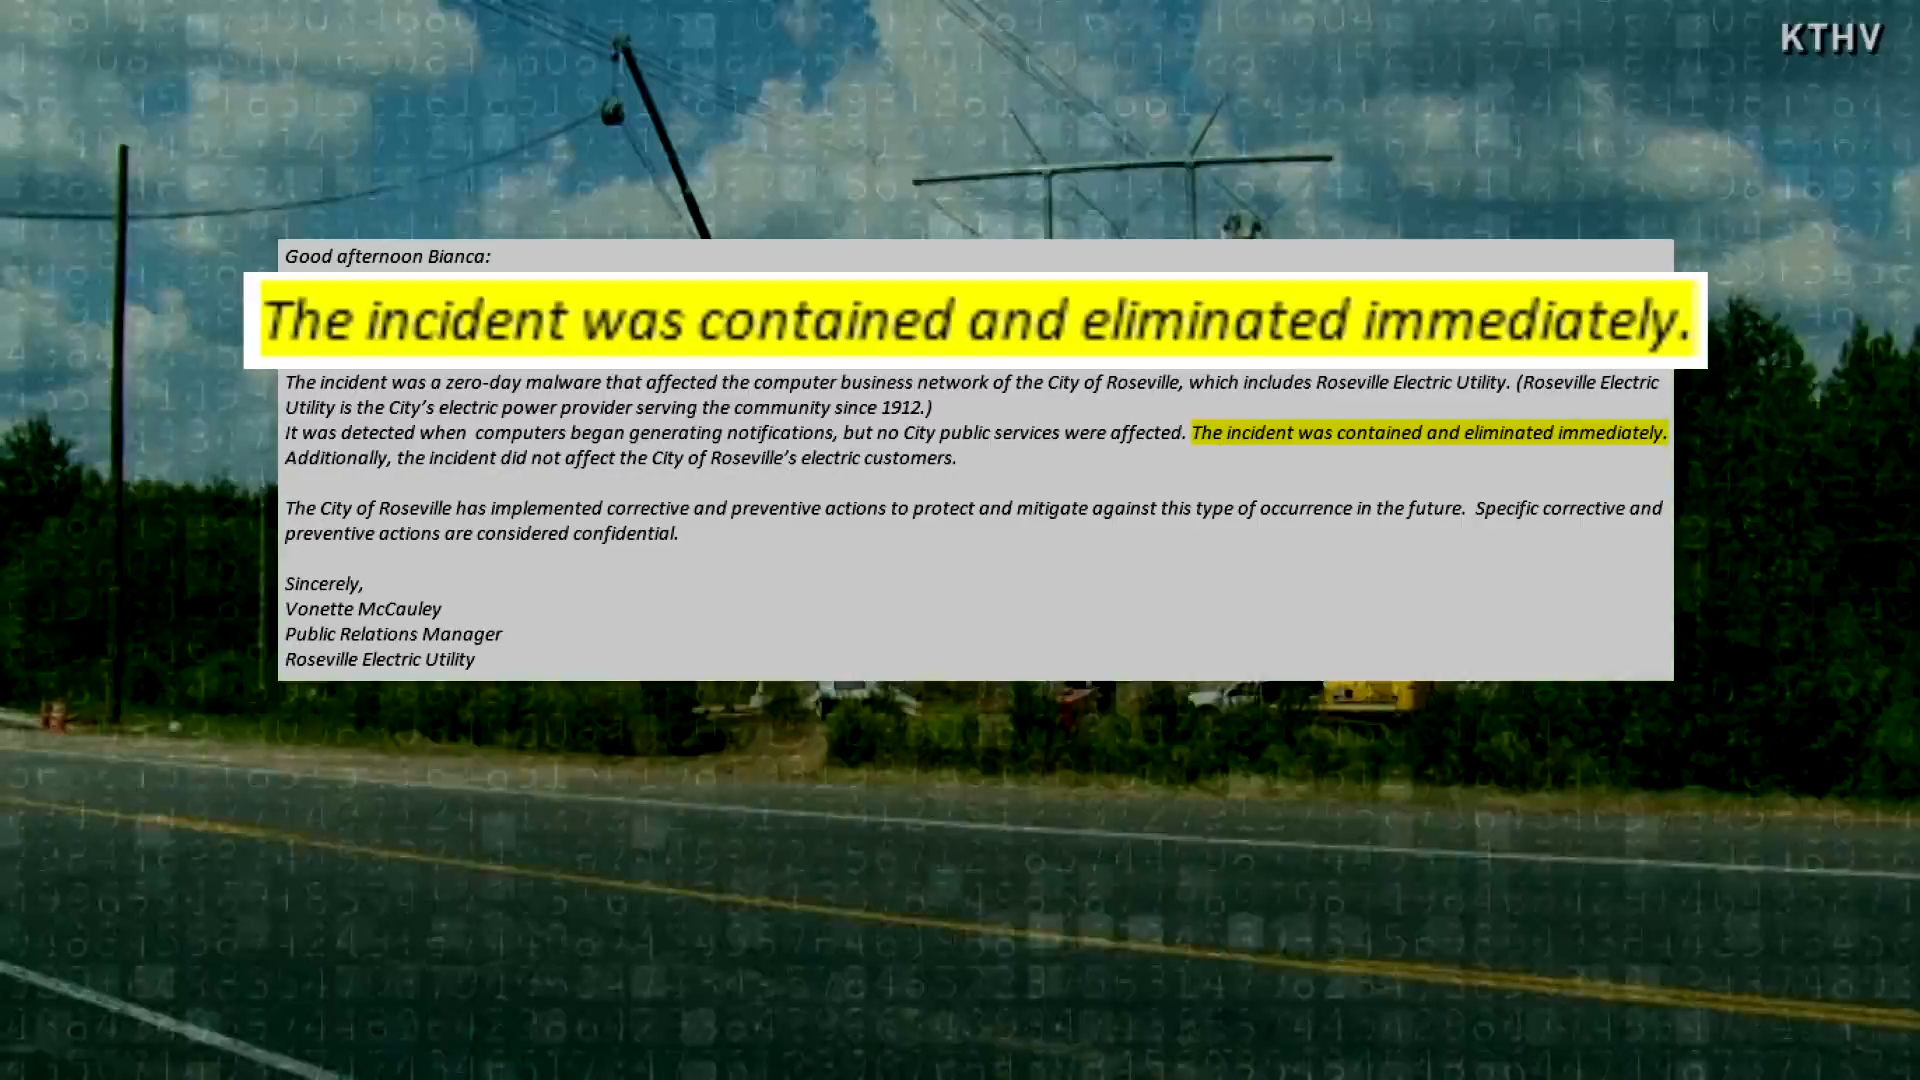 KTHV
Good afternoon Bianca:
The incident was contained and eliminated immediately.
The incident was a zero-day malware that affected the computer business network of the City of Roseville, which includes Roseville Electric Utility. (Roseville Electric
Utility is the City’s electric power provider serving the community since 1912.)
It was detected when  computers began generating notifications, but no City public services were affected. The incident was contained and eliminated immediately.
Additionally, the incident did not affect the City of Roseville’s electric customers.
The City of Roseville has implemented corrective and preventive actions to protect and mitigate against this type of occurrence in the future.  Specific corrective and
preventive actions are considered confidential.
Sincerely,
Vonette McCauley
Public Relations Manager
Roseville Electric Utility